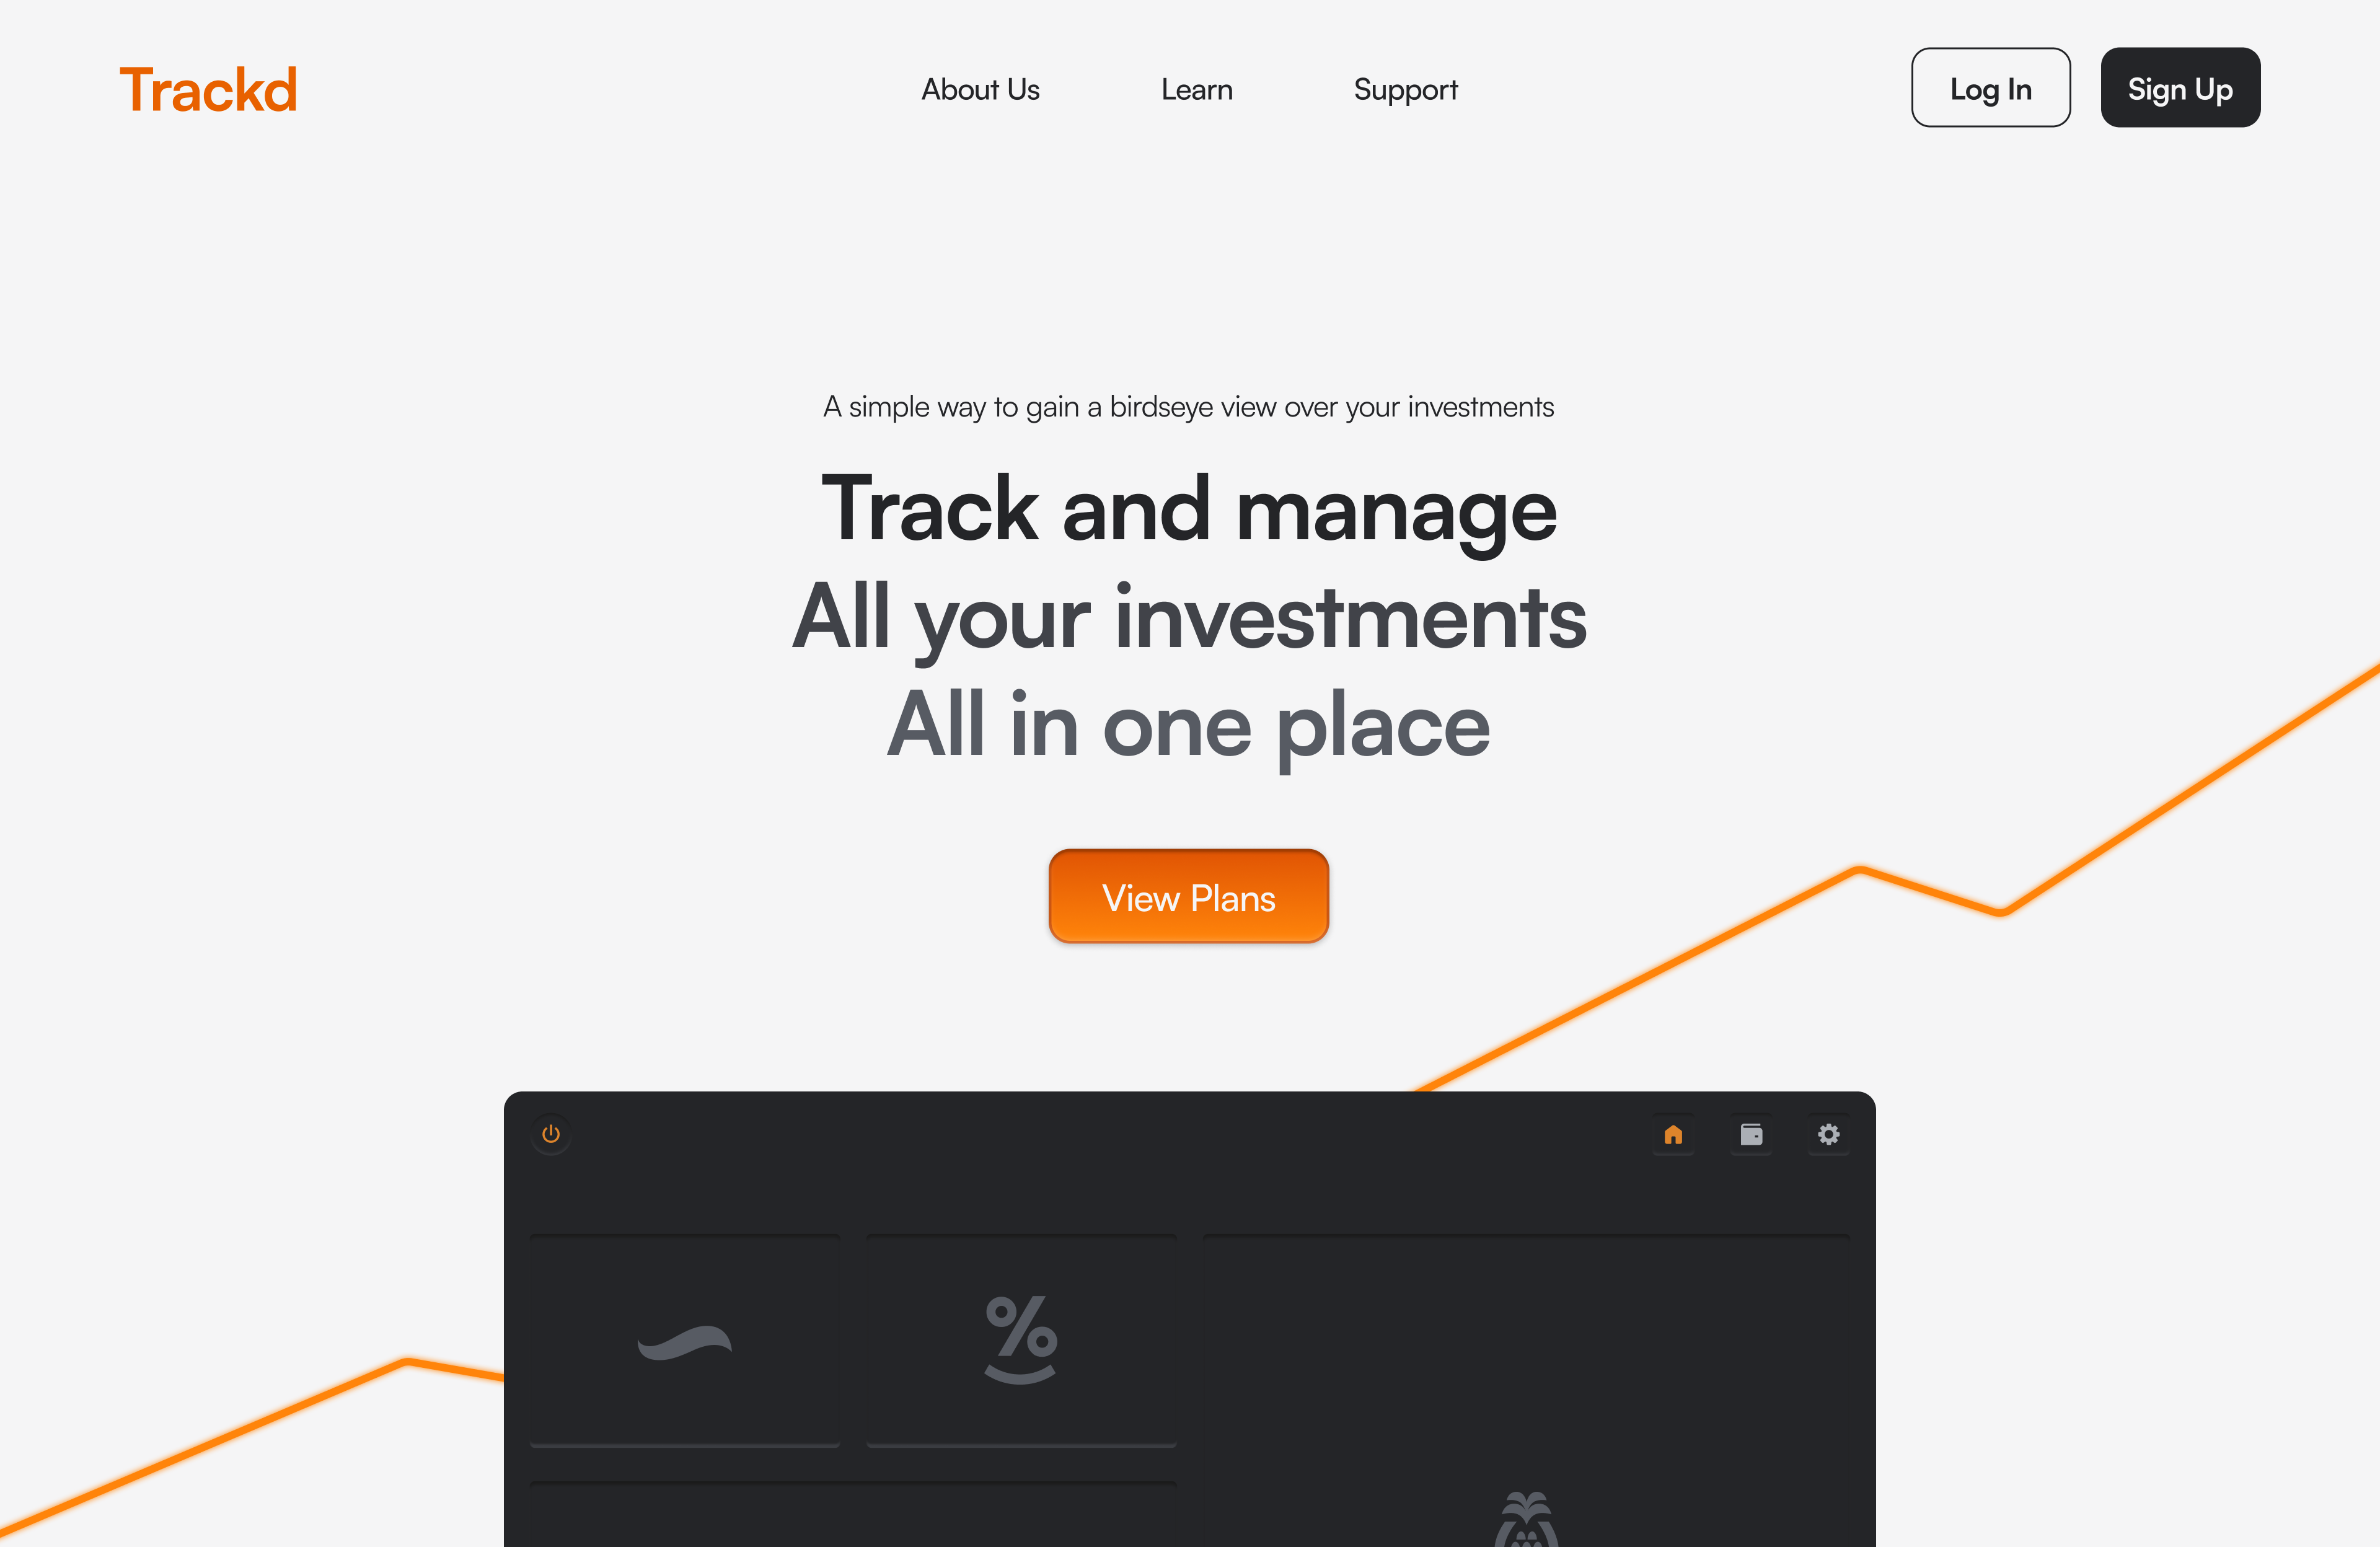 Trackd
About Us
Learn
Support
Log In
Sign Up
A simple way to gain a birdseye view over your investments
Track and manage
All your investments
All in one place
View Plans
%